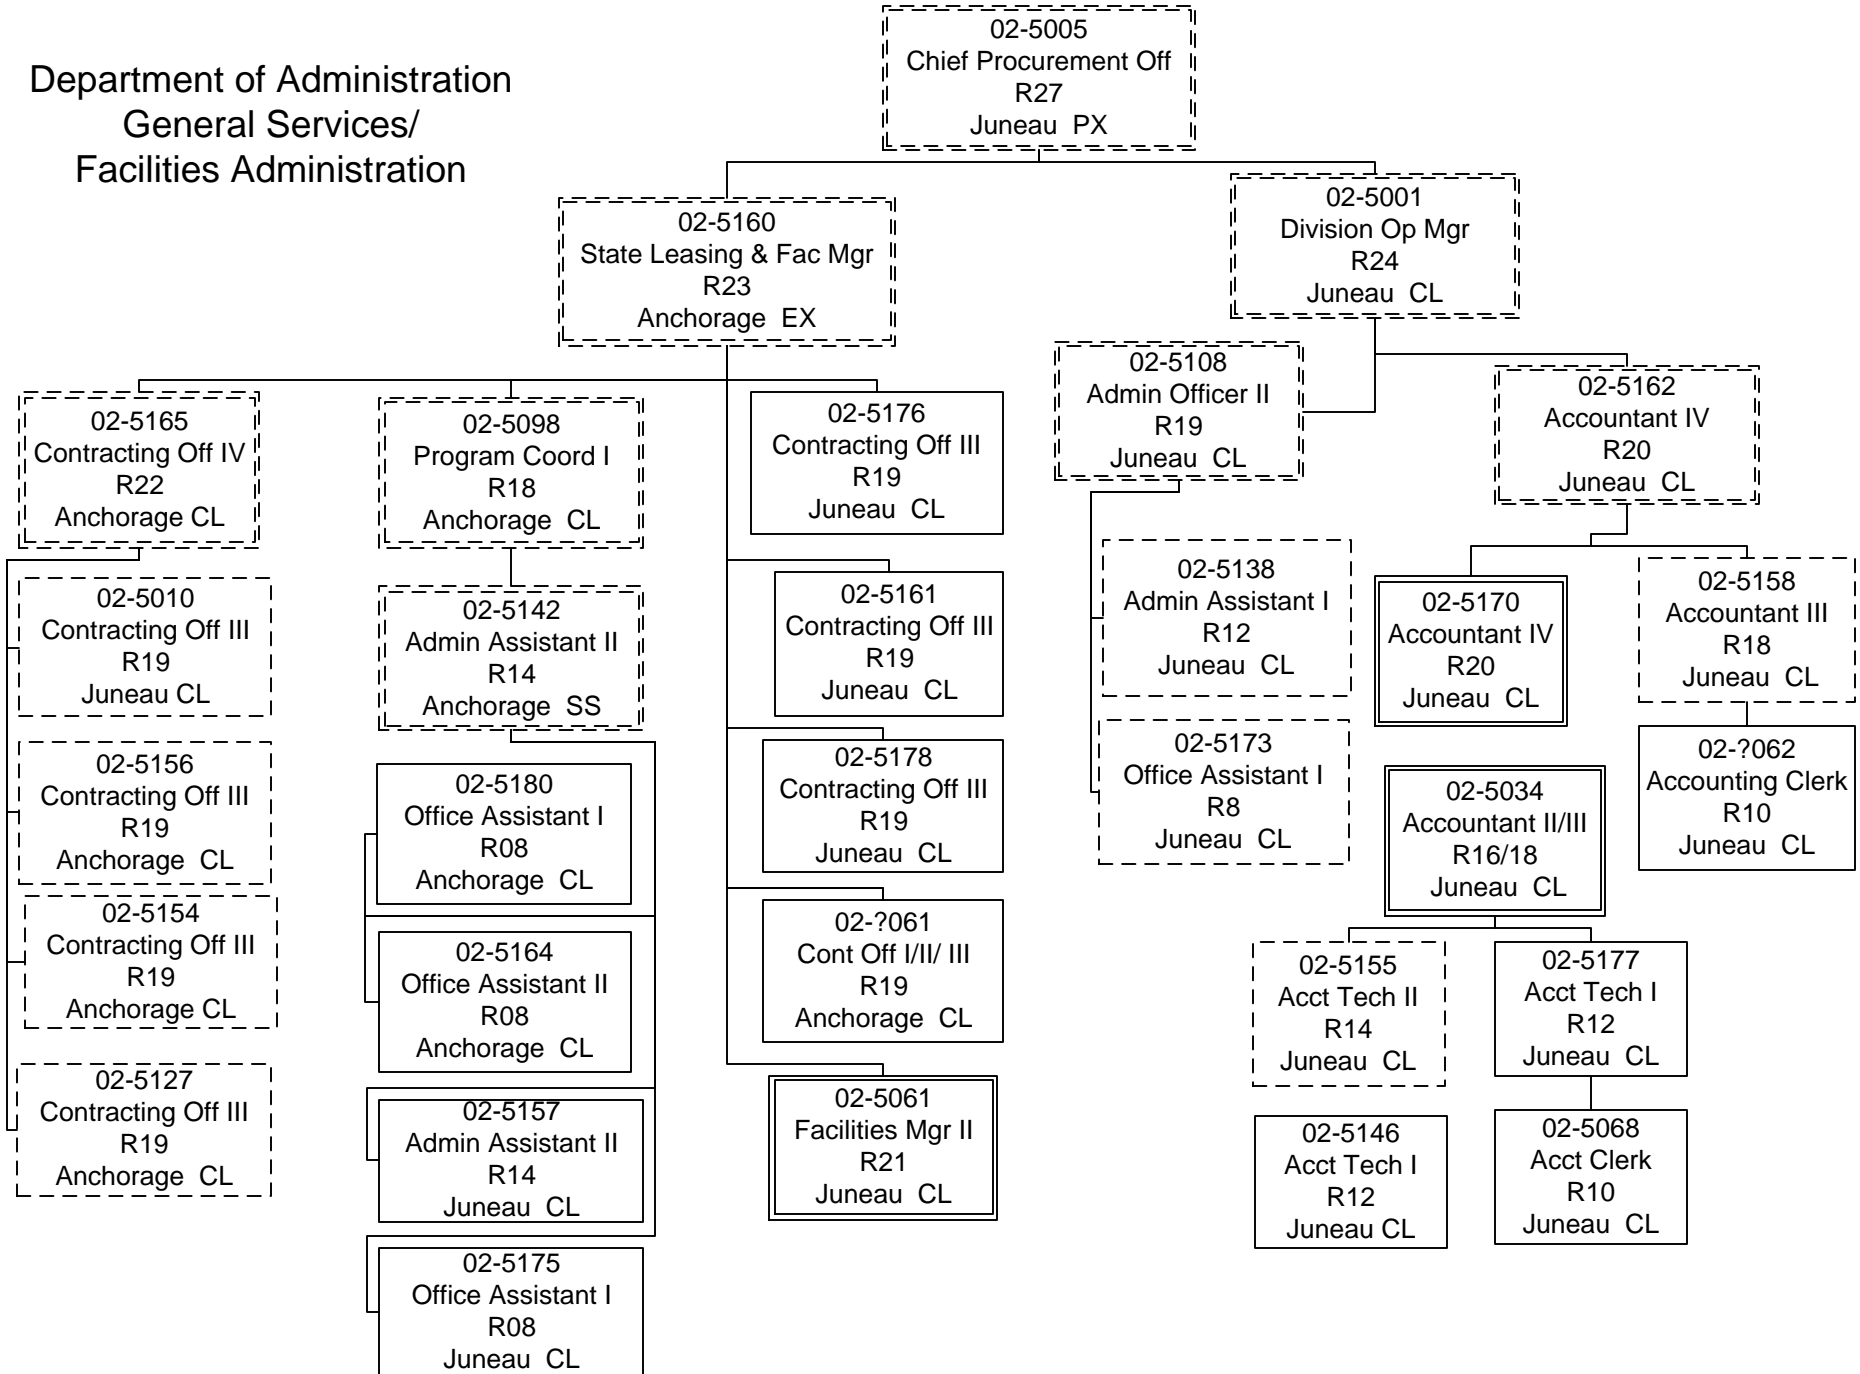 Department of Administration
General Services/
Facilities Administration
02-5005
Chief Procurement Off
R27
Juneau PX
02-5160
State Leasing & Fac Mgr
R23
Anchorage EX
02-5001
Division Op Mgr
R24
Juneau CL
02-5165
Contracting Off IV
R22
Anchorage CL
02-5010
Contracting Off III
R19
Juneau CL
02-5156
Contracting Off III
R19
Anchorage CL
02-5154
Contracting Off III
R19
Anchorage CL
02-5127
Contracting Off III
R19
Anchorage CL
02-5098
Program Coord I
R18
Anchorage CL
02-5142
Admin Assistant II
R14
Anchorage SS
02-5180
Office Assistant I
R08
Anchorage CL
02-5164
Office Assistant II
R08
Anchorage CL
02-5157
Admin Assistant II
R14
Juneau CL
02-5175
Office Assistant I
R08
Juneau CL
02-5176
Contracting Off III
R19
Juneau CL
02-5161
Contracting Off III
R19
Juneau CL
02-5178
Contracting Off III
R19
Juneau CL
02-?061
Cont Off I/II/ III
R19
Anchorage CL
02-5061
Facilities Mgr II
R21
Juneau CL
02-5108
Admin Officer II
R19
Juneau CL
02-5138
Admin Assistant I
R12
Juneau CL
02-5173
Office Assistant I
R8
Juneau CL
02-5162
Accountant IV
R20
Juneau CL
02-5170
Accountant IV
R20
Juneau CL
02-5158
Accountant III
R18
Juneau CL
02-?062
Accounting Clerk
R10
Juneau CL
02-5034
Accountant II/III
R16/18
Juneau CL
02-5155
Acct Tech II
R14
Juneau CL
02-5177
Acct Tech I
R12
Juneau CL
02-5146
Acct Tech I
R12
Juneau CL
02-5068
Acct Clerk
R10
Juneau CL